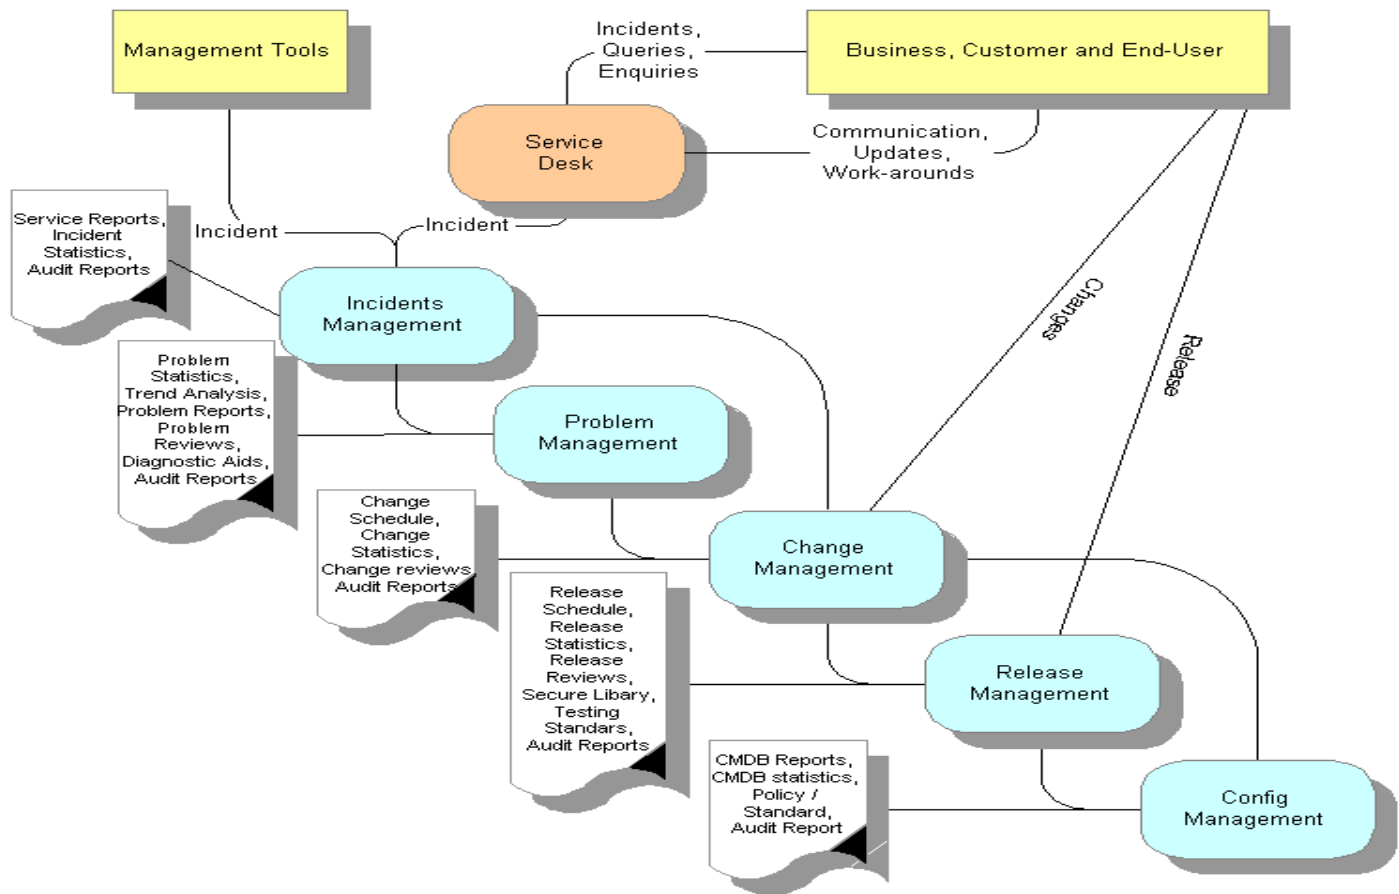 Management Tools
Incidents,
Queries,
Enquiries
Business, Customer and End-User
Service
Desk
Communication,
Updates,
Work-arounds
Service Reports,
Incident
Statistics,
Audit Reports
Incident
Incident
Incidents
Management
Changes
Release
Problem
Statistics,
Trend Analysis,
Problem Reports,
Problem
Reviews,
Diagnostic Aids,
Audit Reports
Problem
Management
Change
Schedule,
Change
Statistics,
Change reviews,
Audit Reports
Change
Management
Release
Schedule,
Release
Statistics,
Release
Reviews,
Secure Libary,
Testing
Standars,
Audit Reports
Release
Management
CMDB Reports,
CMDB statistics,
Policy /
Standard,
Audit Report
Config
Management